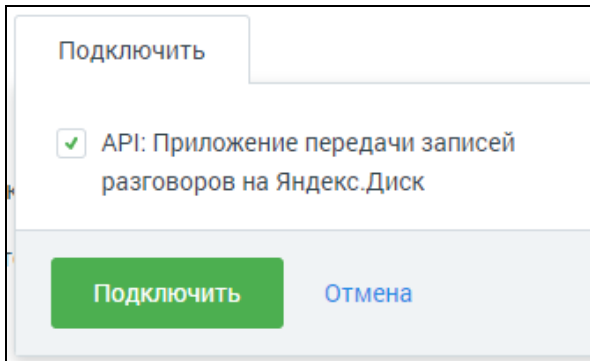 Подключить
API: Приложение передачи записей
разговоров на Яндекс.Диск
Подключить Отмена